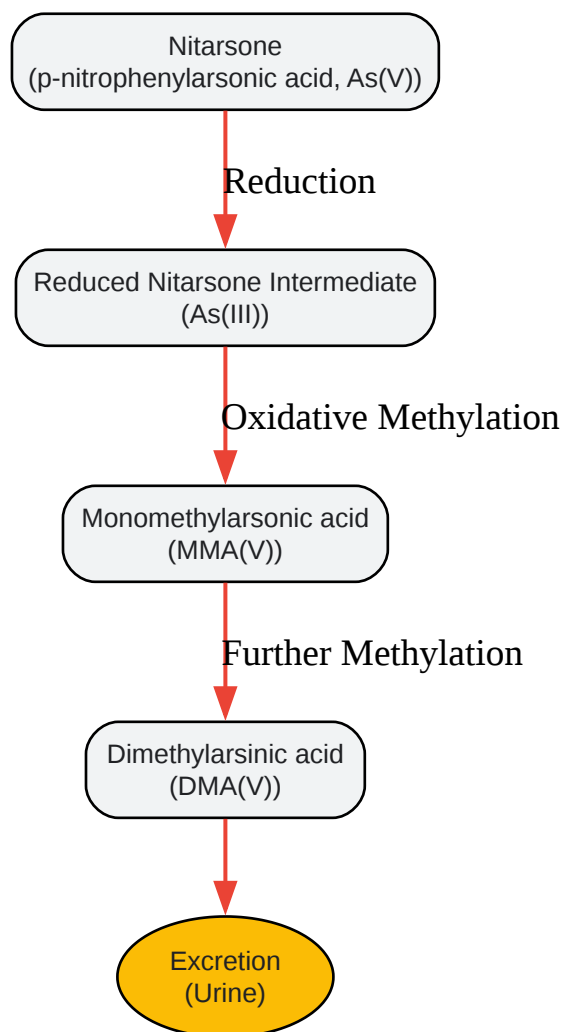 Nitarsone
(p-nitrophenylarsonic acid, As(V))
Reduction
Reduced Nitarsone Intermediate
(As(III))
Oxidative Methylation
Monomethylarsonic acid
(MMA(V))
Further Methylation
Dimethylarsinic acid
(DMA(V))
Excretion
(Urine)